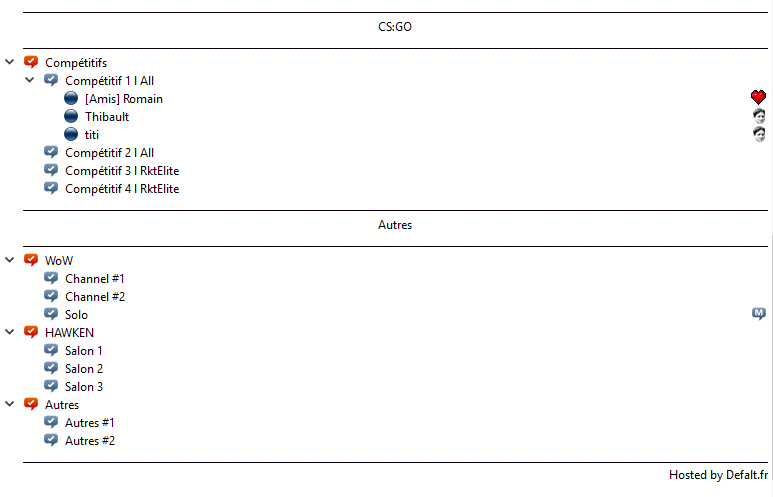 CS:GO
Compétitifs
Compétitif 1 l All
[Amis] Romain
Thibault
titi
Compétitif 2 l All
Compétitif 3 l RktElite
Compétitif 4 l RktElite
Autres
WoW
Channel #1
Channel #2
Solo
M
HAWKEN
Salon 1
Salon 2
Salon 3
Autres
Autres #1
Autres #2
Hosted by Defalt.fr